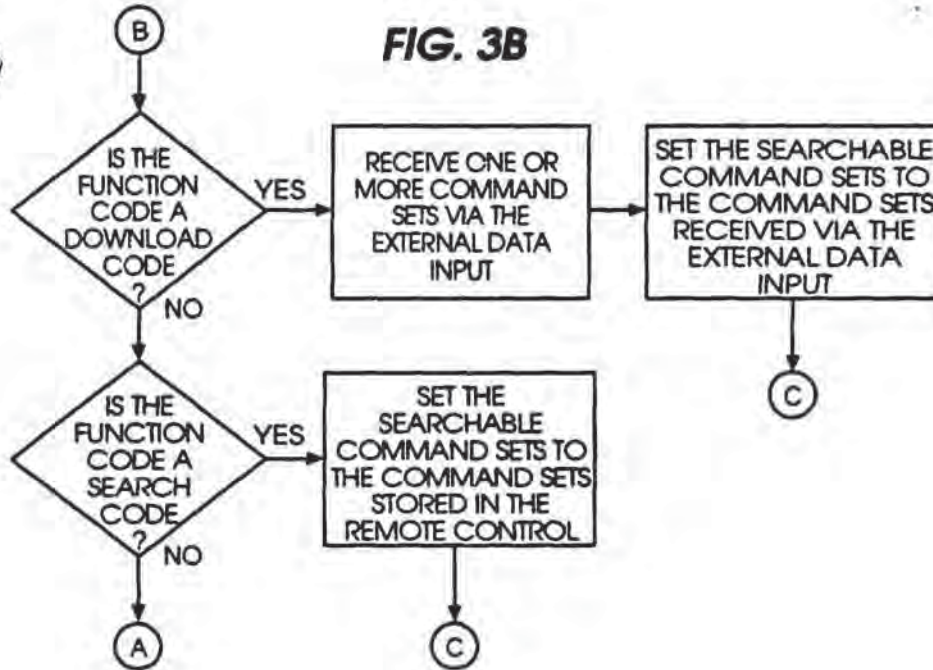 B
FIG. 3B
IS THE
FUNCTION
CODE A
DOWNLOAD
CODE
?
YES
NO
RECEIVE ONE OR
MORE COMMAND
SETS VIA THE
EXTERNAL DATA
INPUT
SET THE SEARCHABLE
COMMAND SETS TO
THE COMMAND SETS
RECEIVED VIA THE
EXTERNAL DATA
INPUT
C
IS THE
FUNCTION
CODE A
SEARCH
CODE
?
YES
NO
SET THE
SEARCHABLE
COMMAND SETS TO
THE COMMAND SETS
STORED IN THE
REMOTE CONTROL
A
C